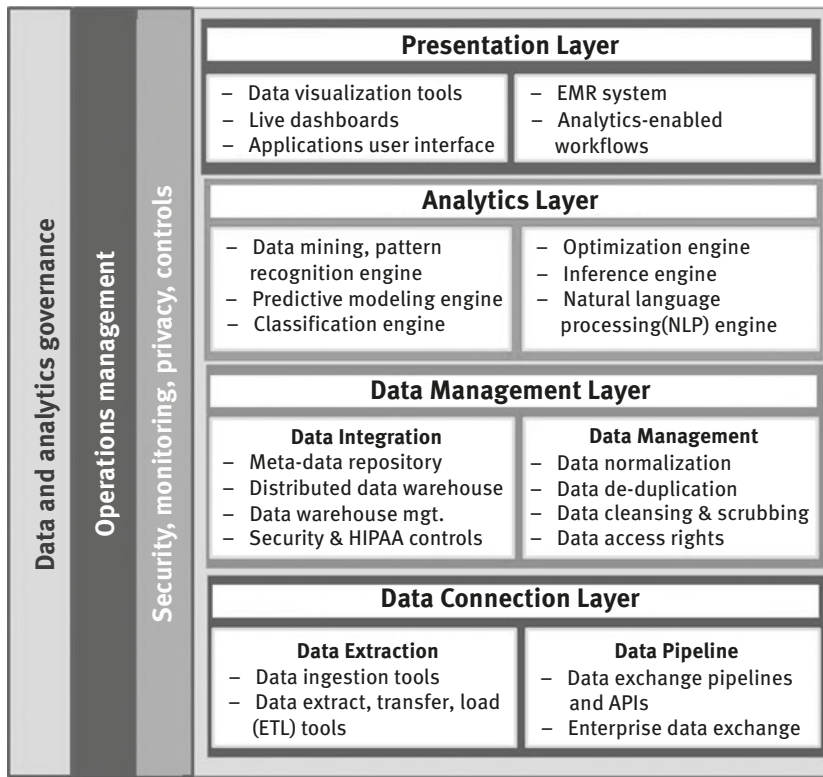 Data and analytics governance
Operations management
Security, monitoring, privacy, controls
Presentation Layer
– Data visualization tools
– Live dashboards
– Applications user interface
– EMR system
– Analytics-enabled
workflows
Analytics Layer
– Data mining, pattern
recognition engine
– Predictive modeling engine
– Classification engine
– Optimization engine
– Inference engine
– Natural language
processing(NLP) engine
Data Management Layer
Data Integration
– Meta-data repository
– Distributed data warehouse
– Data warehouse mgt.
– Security & HIPAA controls
Data Management
– Data normalization
– Data de-duplication
– Data cleansing & scrubbing
– Data access rights
Data Connection Layer
Data Extraction
– Data ingestion tools
– Data extract, transfer, load
(ETL) tools
Data Pipeline
– Data exchange pipelines
and APIs
– Enterprise data exchange